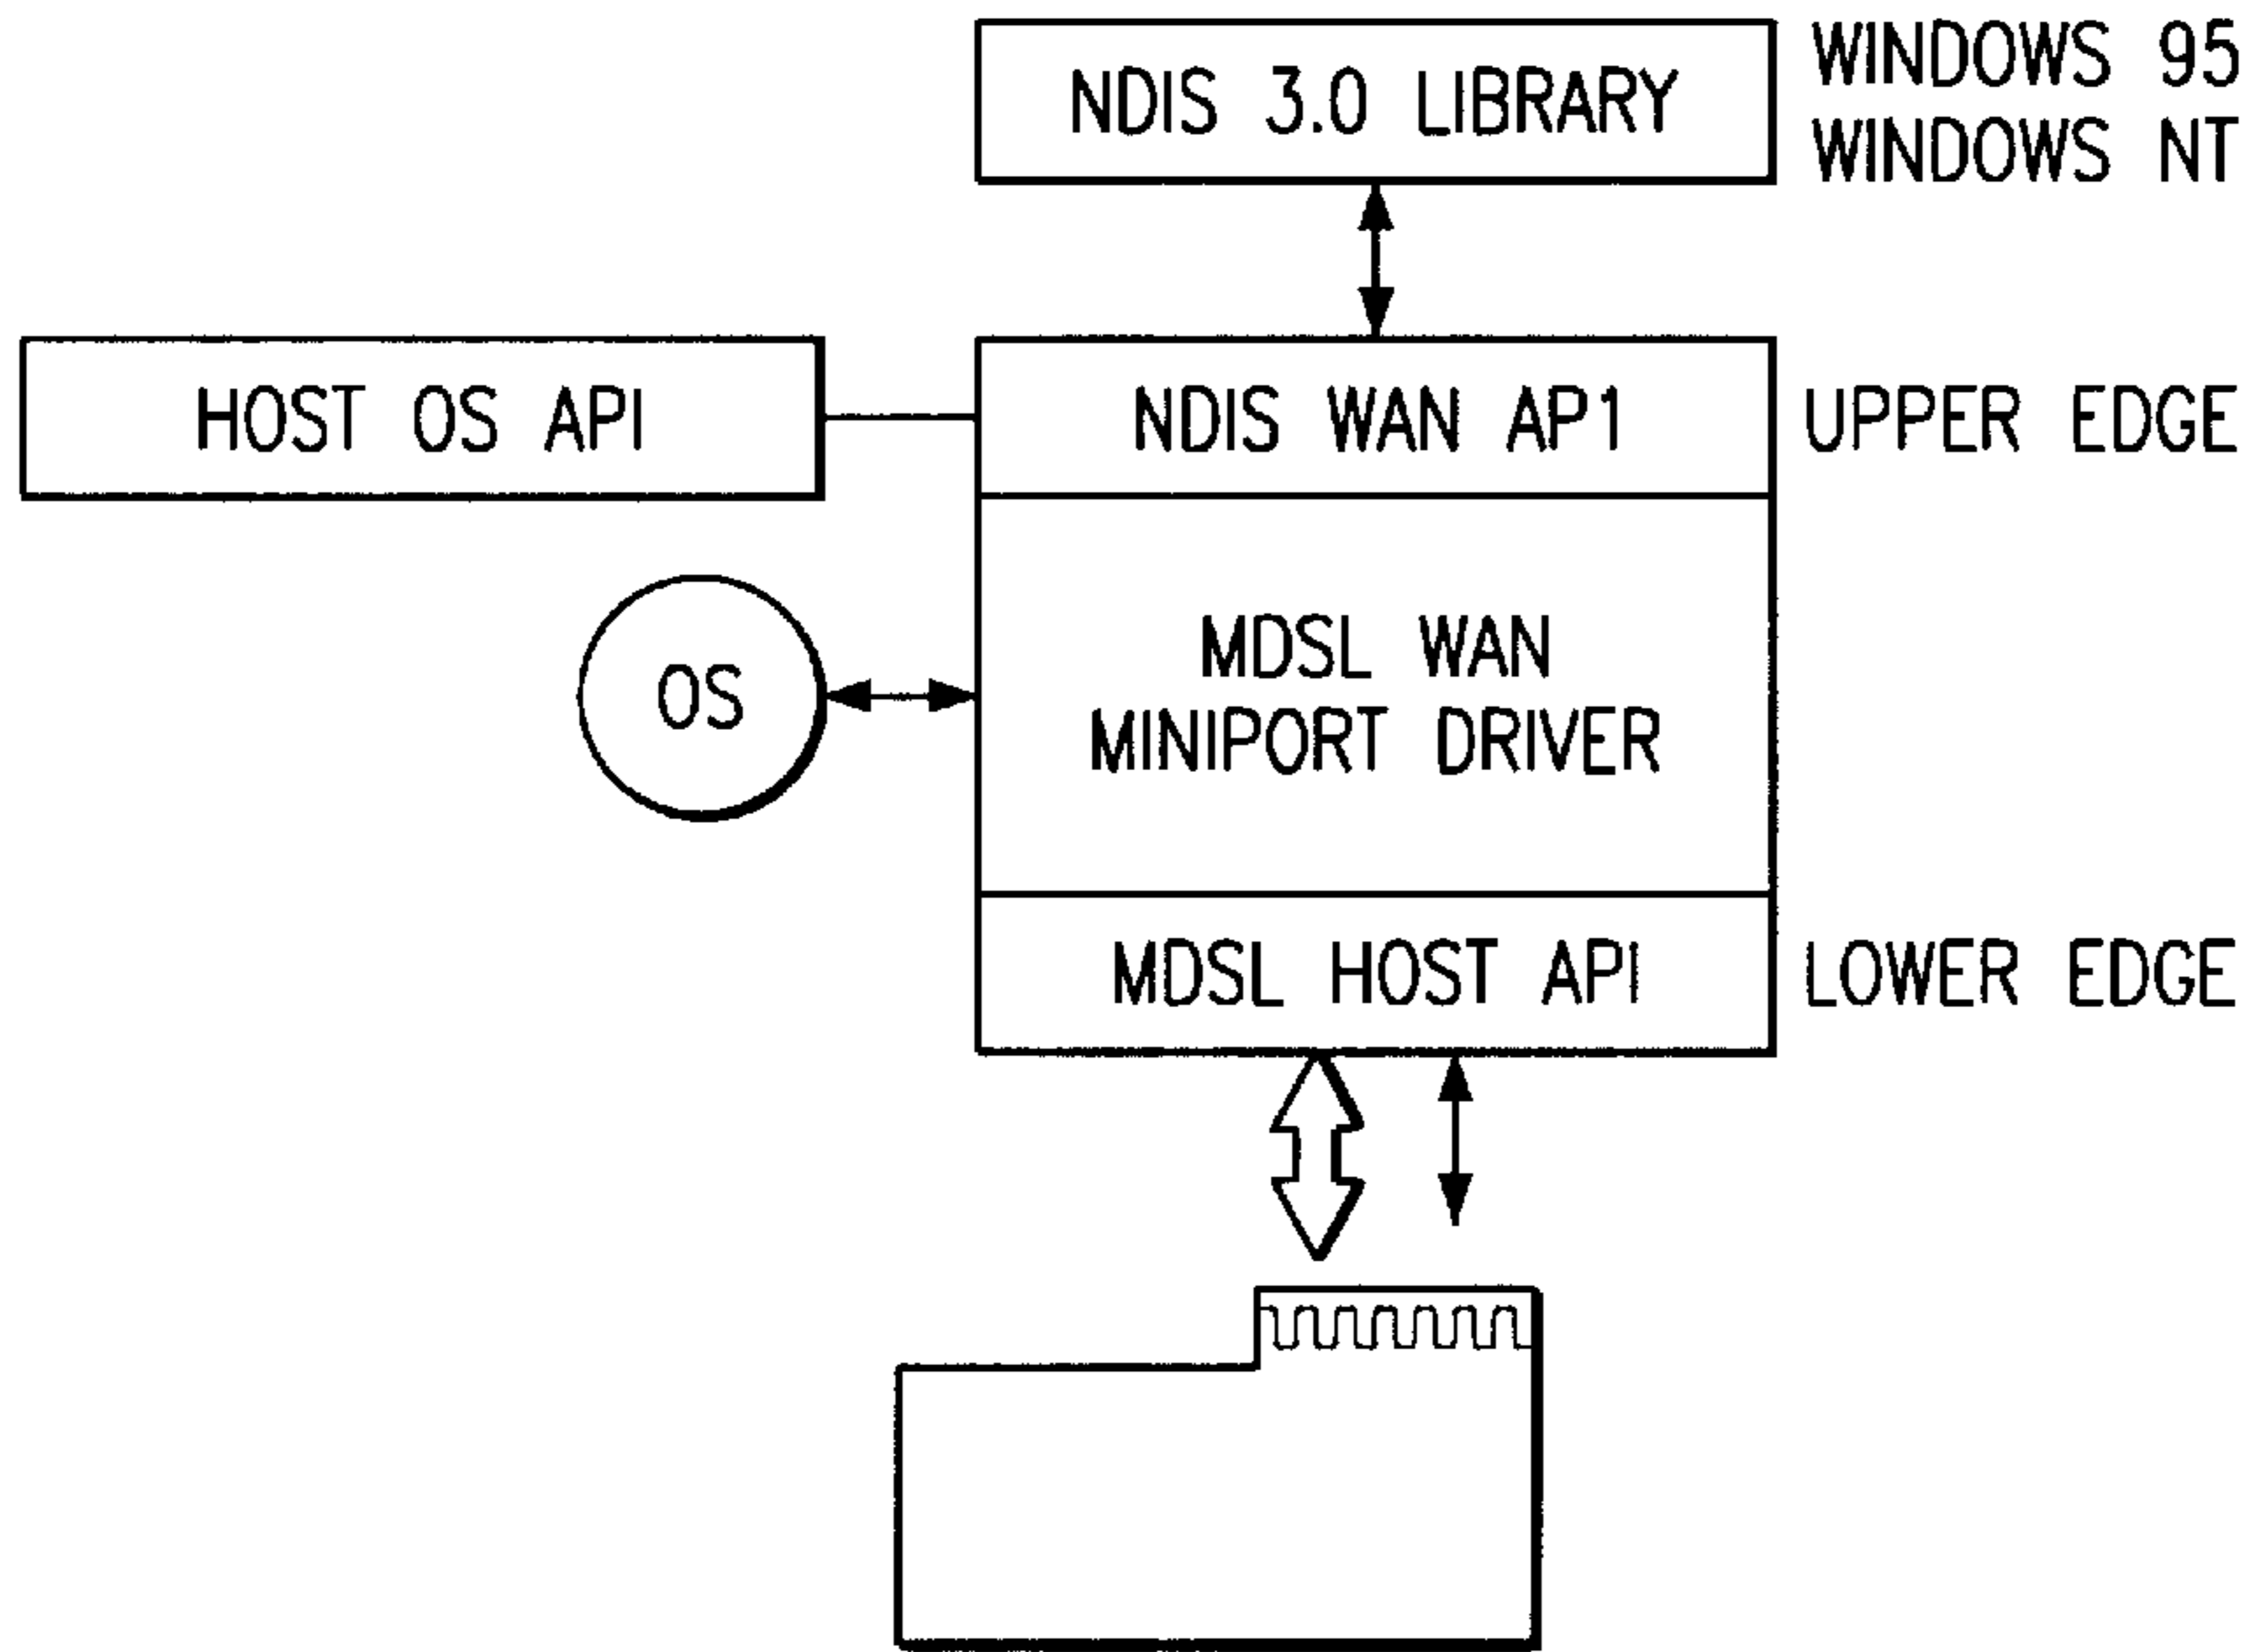 NDIS 3.0 LIBRARY
WINDOWS 95
WINDOWS NT
HOST OS API
NDIS WAN AP1
UPPER EDGE
OS
MDSL WAN
MINIPORT DRIVER
MDSL HOST API
LOWER EDGE